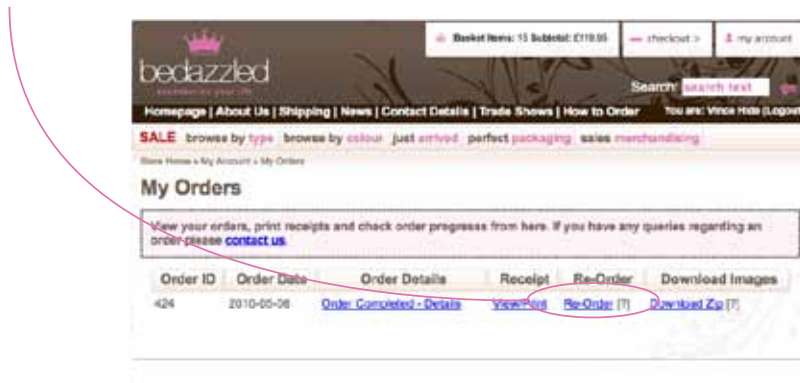 Basket Items: 15 Subtotal: £119.95
checkout >
my account
bedazzled
Search: search text go
Homepage | About Us | Shipping | News | Contact Details | Trade Shows | How to Order
You are: Vince Hide (Logout
SALE browse by type browse by colour just arrived perfect packaging sales merchandising
Store Home » My Account » My Orders
My Orders
View your orders, print receipts and check order progresss from here. If you have any queries regarding an
order please contact us.
Order ID Order Date Order Details Receipt Re-Order Download Images
424 2010-05-06 Order Completed - Details View/Print Re-Order [?] Download Zip [?]